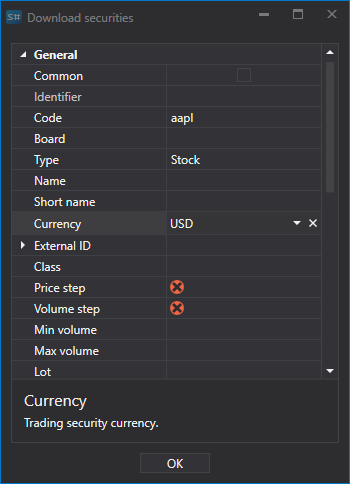 S# Download securities
General
Common
Identifier
Code aapl
Board
Type Stock
Name
Short name
Currency USD
External ID
Class
Price step
Volume step
Min volume
Max volume
Lot
Currency
Trading security currency.
OK